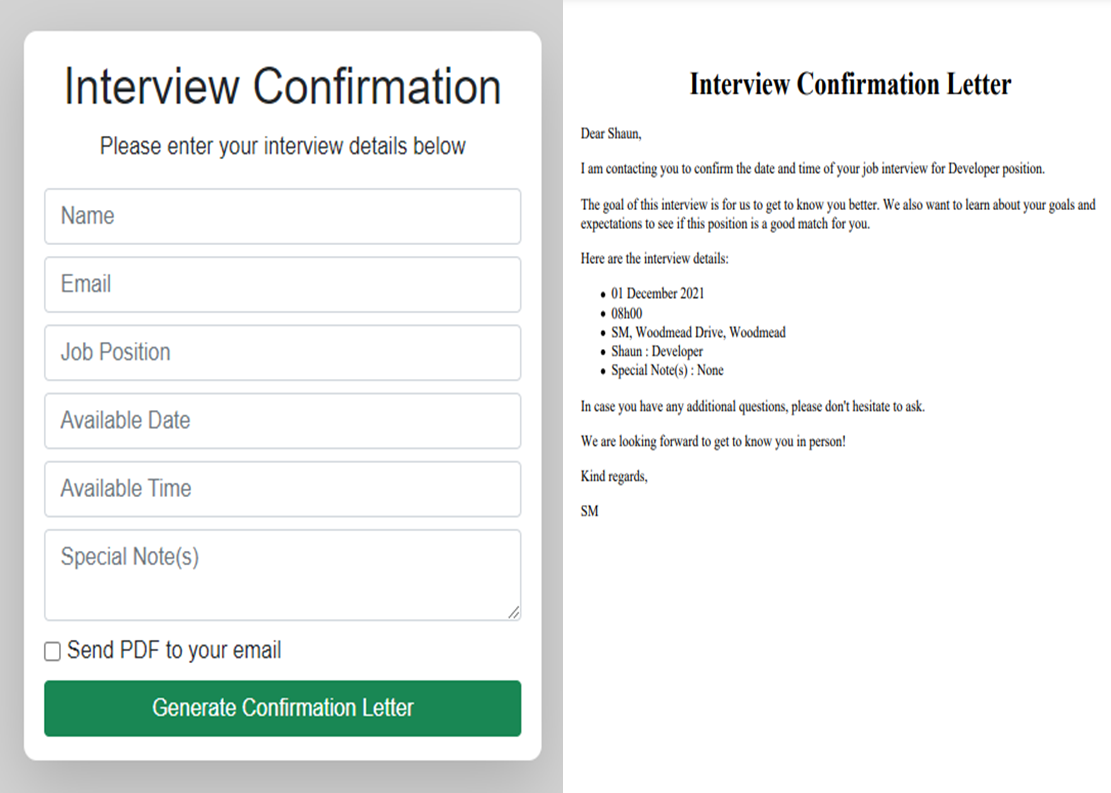 Interview Confirmation
Please enter your interview details below
Name
Email
Job Position
Available Date
Available Time
Special Note(s)
Send PDF to your email
Generate Confirmation Letter
Interview Confirmation Letter
Dear Shaun,
I am contacting you to confirm the date and time of your job interview for Developer position.
The goal of this interview is for us to get to know you better. We also want to learn about your goals and
expectations to see if this position is a good match for you.
Here are the interview details:
• 01 December 2021
• 08h00
• SM, Woodmead Drive, Woodmead
• Shaun : Developer
• Special Note(s) : None
In case you have any additional questions, please don't hesitate to ask.
We are looking forward to get to know you in person!
Kind regards,
SM